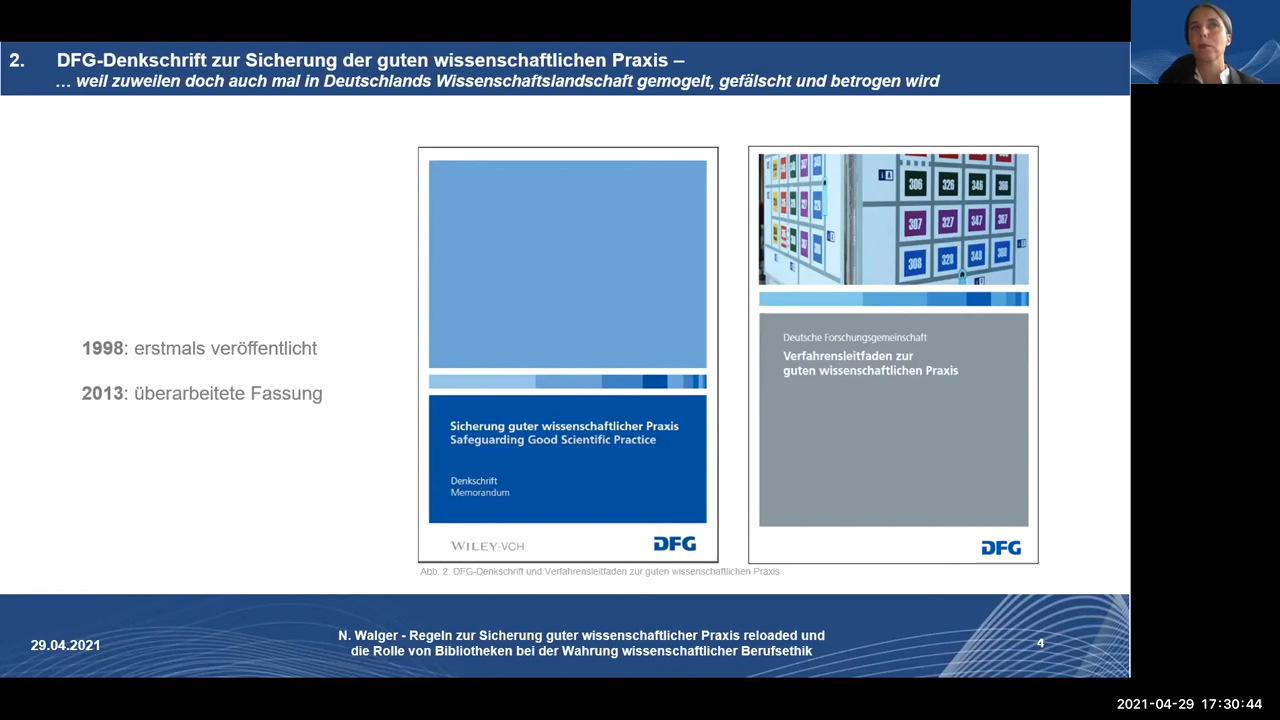 2. DFG-Denkschrift zur Sicherung der guten wissenschaftlichen Praxis –
... weil zuweilen doch auch mal in Deutschlands Wissenschaftslandschaft gemogelt, gefälscht und betrogen wird
1998: erstmals veröffentlicht
2013: überarbeitete Fassung
Sicherung guter wissenschaftlicher Praxis
Safeguarding Good Scientific Practice
Denkschrift
Memorandum
WILEY-VCH
DFG
306 326 346 366
307 327 347 367
308 328 348 368
Deutsche Forschungsgemeinschaft
Verfahrensleitfaden zur
guten wissenschaftlichen Praxis
DFG
Abb. 2: DFG-Denkschrift und Verfahrensleitfaden zur guten wissenschaftlichen Praxis
29.04.2021
N. Walger - Regeln zur Sicherung guter wissenschaftlicher Praxis reloaded und
die Rolle von Bibliotheken bei der Wahrung wissenschaftlicher Berufsethik
4
2021-04-29 17:30:44